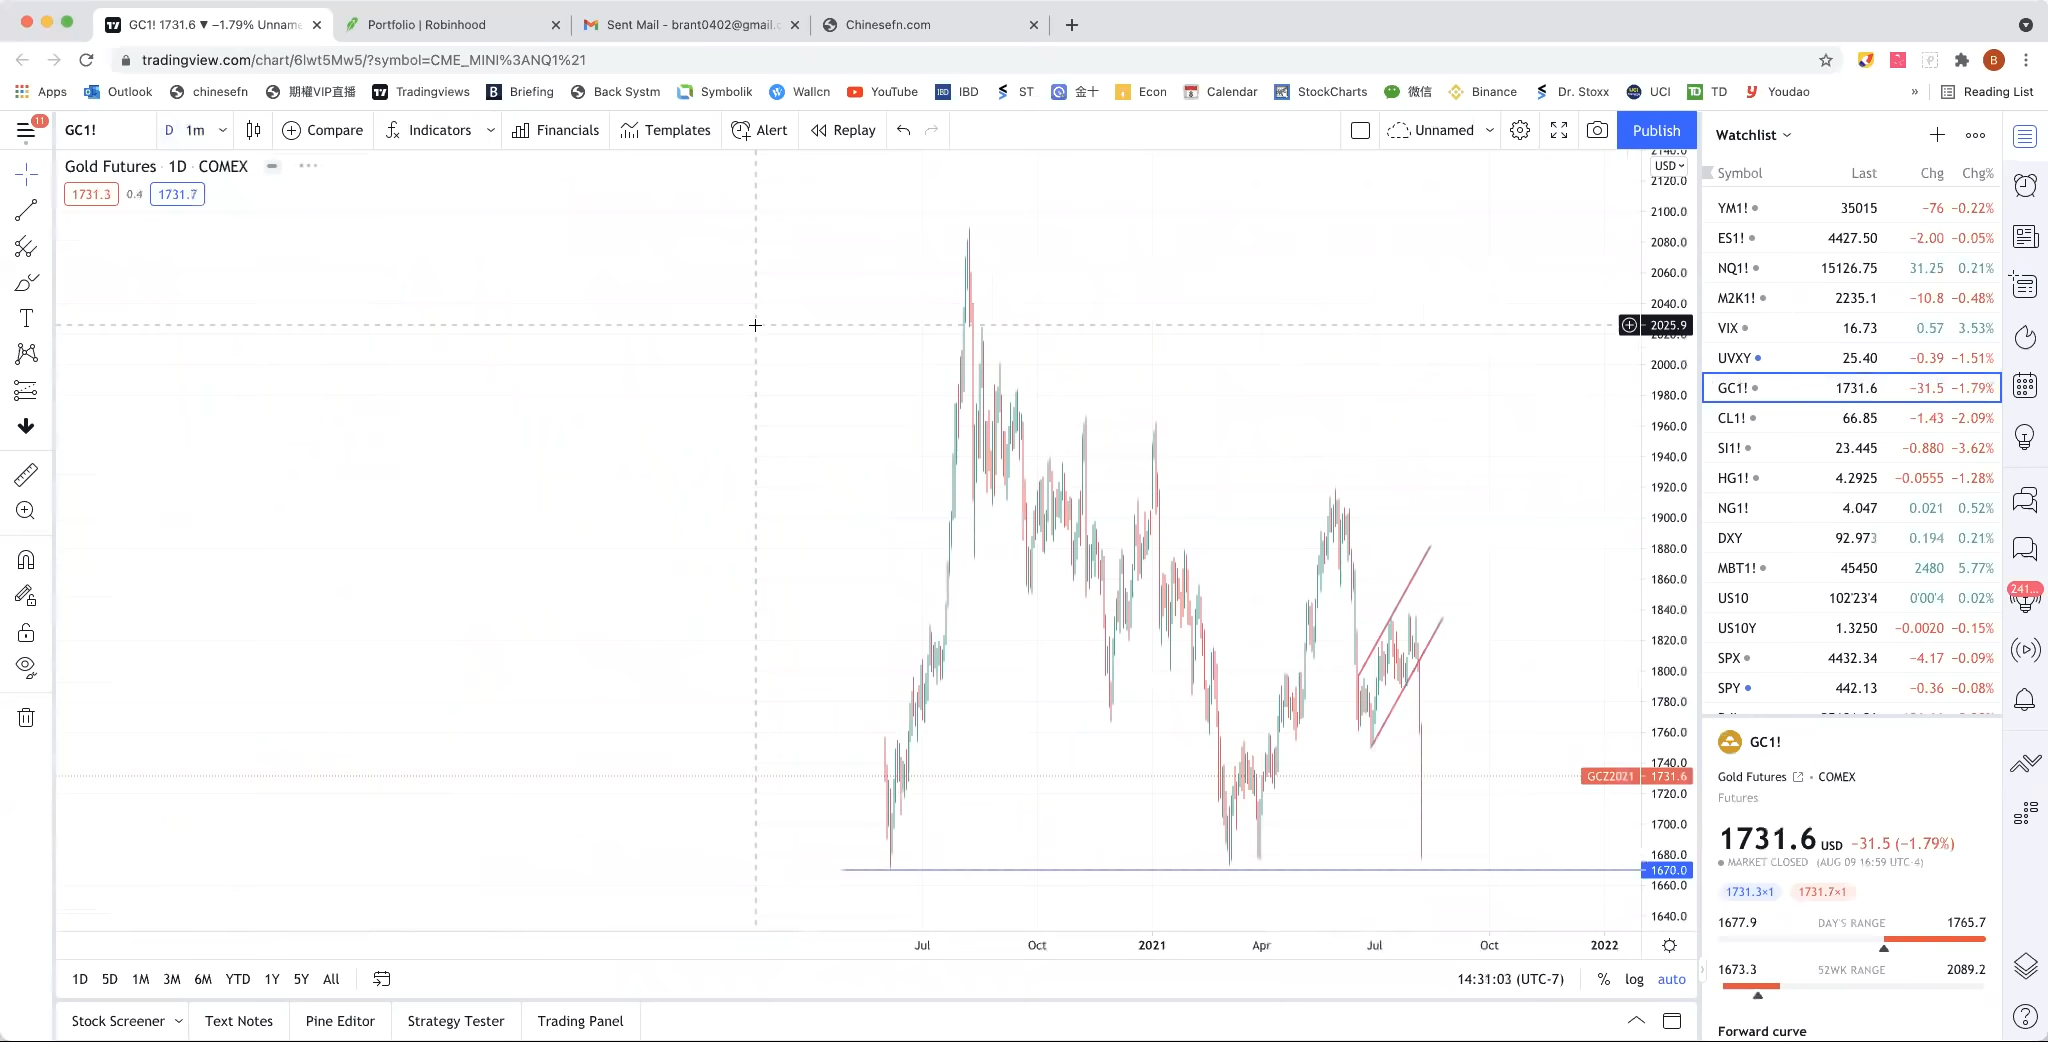 GC1! 1731.6 ▼ −1.79% Unname
Portfolio | Robinhood
Sent Mail - brant0402@gmail.c
Chinesefn.com
tradingview.com/chart/6lwt5Mw5/?symbol=CME_MINI%3ANQ1%21
B
Apps Outlook chinesefn 期權VIP直播 Tradingviews Briefing Back Systm Symbolik Wallcn YouTube IBD ST 金十 Econ Calendar StockCharts 微信 Binance Dr. Stoxx UCI TD Youdao » Reading List
11
GC1! D 1m Compare Indicators Financials Templates Alert Replay Unnamed Publish
Gold Futures · 1D · COMEX
1731.3 0.4 1731.7
USD
2120.0
2100.0
2080.0
2060.0
2040.0
2025.9
2000.0
1980.0
1960.0
1940.0
1920.0
1900.0
1880.0
1860.0
1840.0
1820.0
1800.0
1780.0
1760.0
1740.0
GCZ2021 1731.6
1720.0
1700.0
1680.0
1670.0
1660.0
1640.0
Jul Oct 2021 Apr Jul Oct 2022
1D 5D 1M 3M 6M YTD 1Y 5Y All
14:31:03 (UTC-7) % log auto
Stock Screener Text Notes Pine Editor Strategy Tester Trading Panel
Watchlist
Symbol Last Chg Chg%
YM1! 35015 −76 −0.22%
ES1! 4427.50 −2.00 −0.05%
NQ1! 15126.75 31.25 0.21%
M2K1! 2235.1 −10.8 −0.48%
VIX 16.73 0.57 3.53%
UVXY 25.40 −0.39 −1.51%
GC1! 1731.6 −31.5 −1.79%
CL1! 66.85 −1.43 −2.09%
SI1! 23.445 −0.880 −3.62%
HG1! 4.2925 −0.0555 −1.28%
NG1! 4.047 0.021 0.52%
DXY 92.973 0.194 0.21%
MBT1! 45450 2480 5.77%
US10 102'23'4 0'00'4 0.02%
US10Y 1.3250 −0.0020 −0.15%
SPX 4432.34 −4.17 −0.09%
SPY 442.13 −0.36 −0.08%
241...
GC1!
Gold Futures • COMEX
Futures
1731.6 USD −31.5 (−1.79%)
MARKET CLOSED (AUG 09 16:59 UTC-4)
1731.3×1 1731.7×1
1677.9 DAY'S RANGE 1765.7
1673.3 52WK RANGE 2089.2
Forward curve